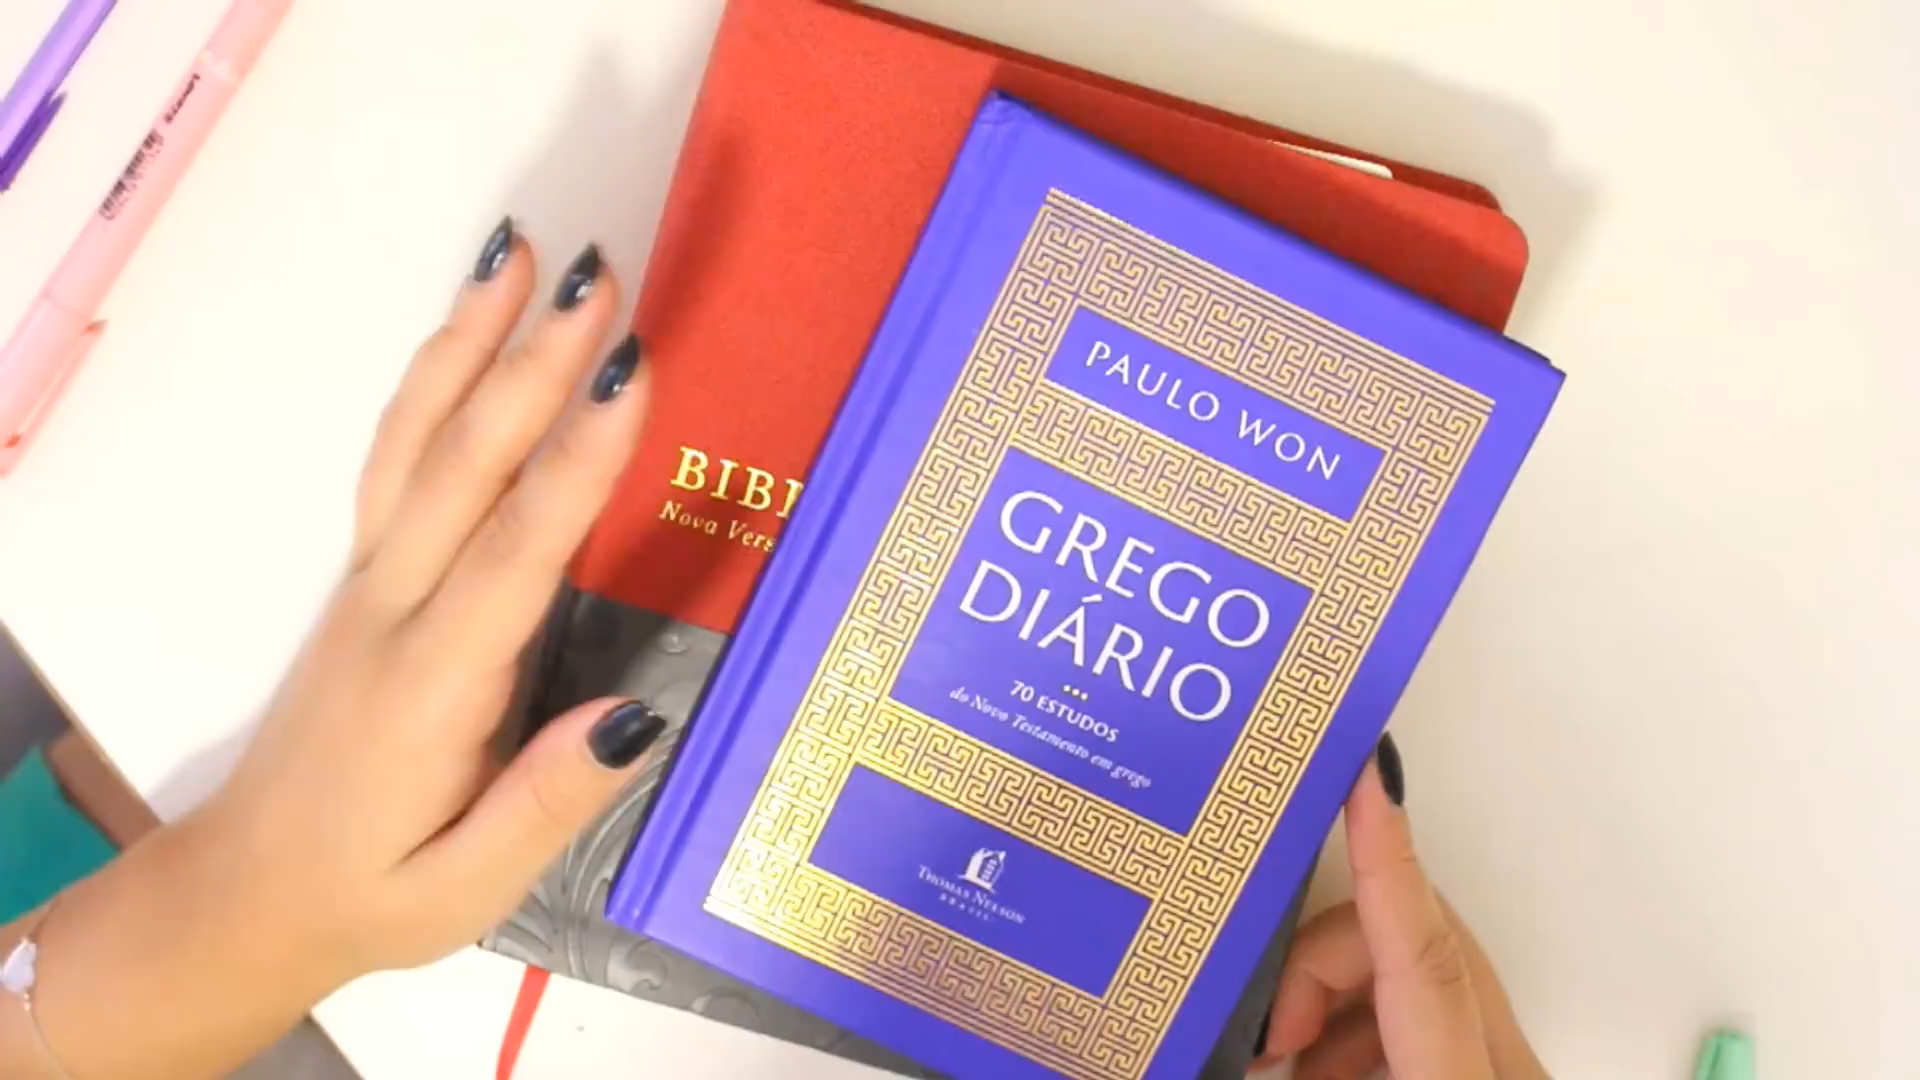 PAULO WON
GREGO
DIÁRIO
70 ESTUDOS
do Novo Testamento em grego
THOMAS NELSON
BRASIL
BIBL
Nova Vers